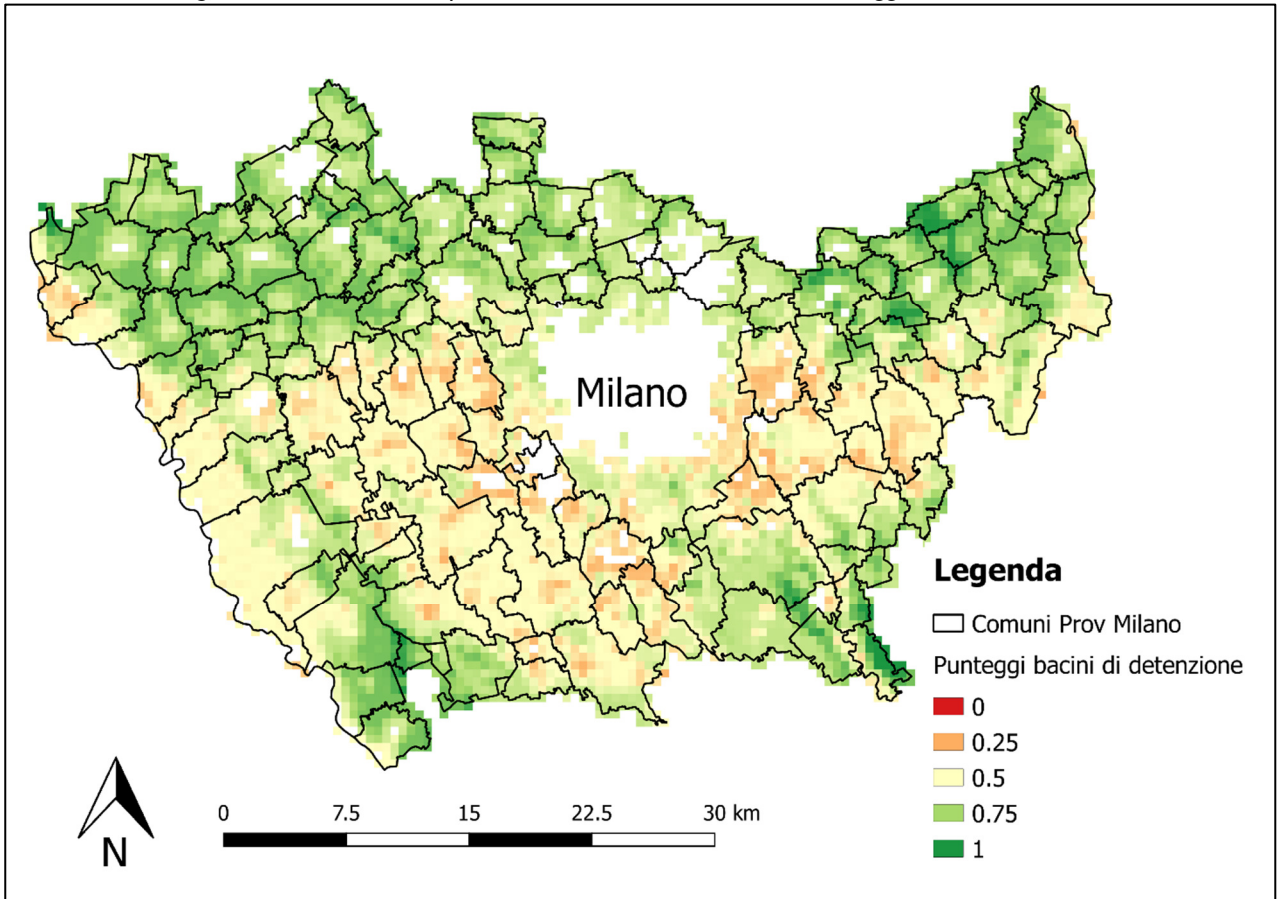 Milano
Legenda
Comuni Prov Milano
Punteggi bacini di detenzione
0
0.25
0.5
0.75
1
0 7.5 15 22.5 30 km
N